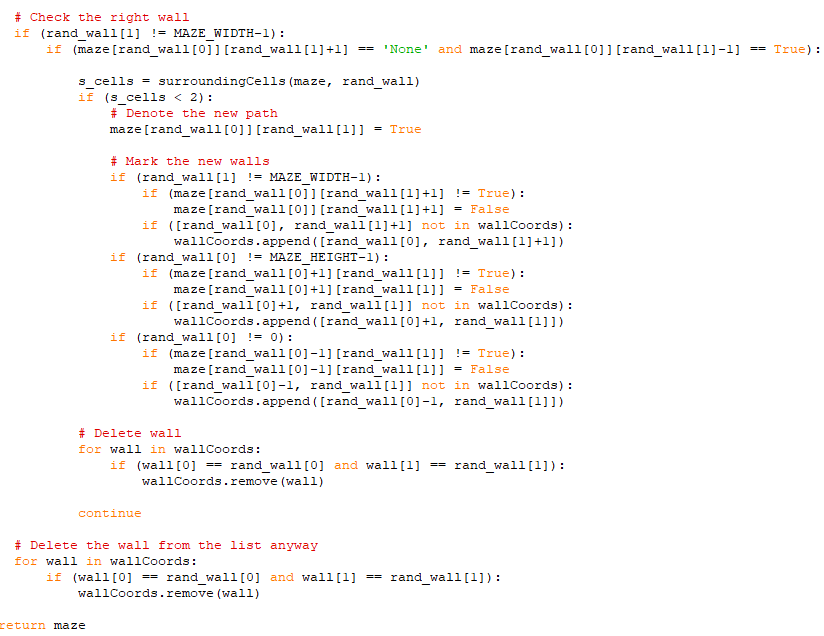 # Check the right wall
if (rand_wall[1] != MAZE_WIDTH-1):
if (maze[rand_wall[0]][rand_wall[1]+1] == 'None' and maze[rand_wall[0]][rand_wall[1]-1] == True):
s_cells = surroundingCells(maze, rand_wall)
if (s_cells < 2):
# Denote the new path
maze[rand_wall[0]][rand_wall[1]] = True
# Mark the new walls
if (rand_wall[1] != MAZE_WIDTH-1):
if (maze[rand_wall[0]][rand_wall[1]+1] != True):
maze[rand_wall[0]][rand_wall[1]+1] = False
if ([rand_wall[0], rand_wall[1]+1] not in wallCoords):
wallCoords.append([rand_wall[0], rand_wall[1]+1])
if (rand_wall[0] != MAZE_HEIGHT-1):
if (maze[rand_wall[0]+1][rand_wall[1]] != True):
maze[rand_wall[0]+1][rand_wall[1]] = False
if ([rand_wall[0]+1, rand_wall[1]] not in wallCoords):
wallCoords.append([rand_wall[0]+1, rand_wall[1]])
if (rand_wall[0] != 0):
if (maze[rand_wall[0]-1][rand_wall[1]] != True):
maze[rand_wall[0]-1][rand_wall[1]] = False
if ([rand_wall[0]-1, rand_wall[1]] not in wallCoords):
wallCoords.append([rand_wall[0]-1, rand_wall[1]])
# Delete wall
for wall in wallCoords:
if (wall[0] == rand_wall[0] and wall[1] == rand_wall[1]):
wallCoords.remove(wall)
continue
# Delete the wall from the list anyway
for wall in wallCoords:
if (wall[0] == rand_wall[0] and wall[1] == rand_wall[1]):
wallCoords.remove(wall)
return maze